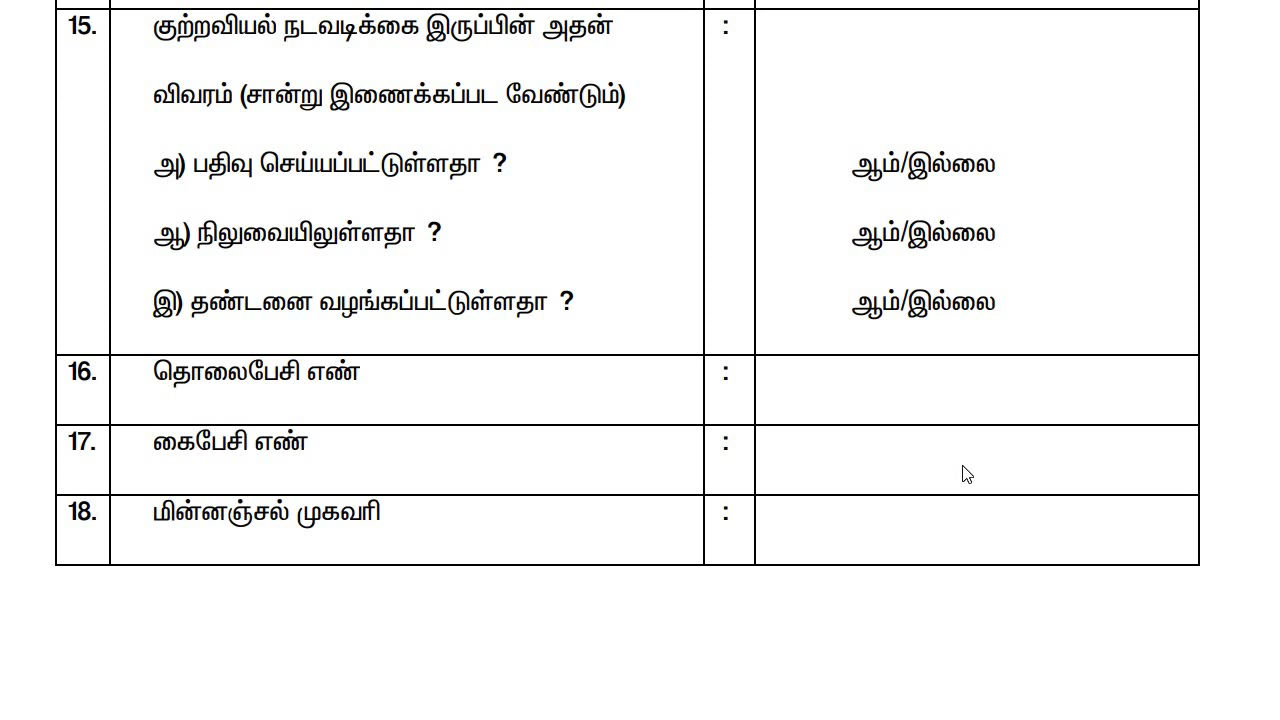 15. குற்றவியல் நடவடிக்கை இருப்பின் அதன் :
விவரம் (சான்று இணைக்கப்பட வேண்டும்)
அ) பதிவு செய்யப்பட்டுள்ளதா ? ஆம்/இல்லை
ஆ) நிலுவையிலுள்ளதா ? ஆம்/இல்லை
இ) தண்டனை வழங்கப்பட்டுள்ளதா ? ஆம்/இல்லை
16. தொலைபேசி எண் :
17. கைபேசி எண் :
18. மின்னஞ்சல் முகவரி :